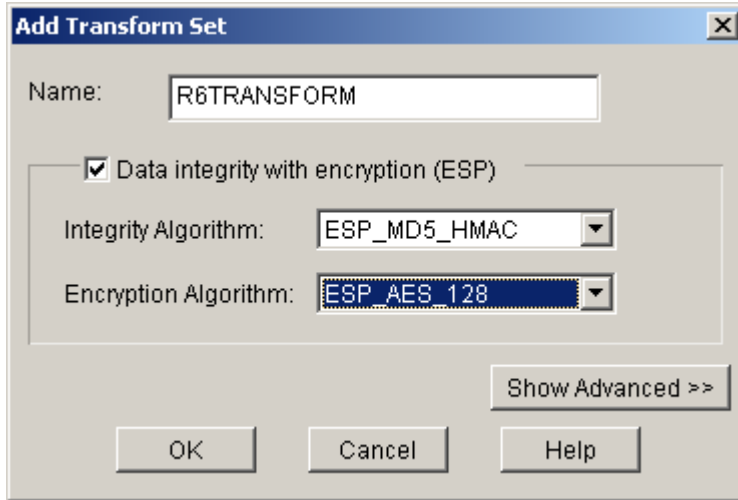 Add Transform Set
Name: R6TRANSFORM
Data integrity with encryption (ESP)
Integrity Algorithm: ESP_MD5_HMAC
Encryption Algorithm: ESP_AES_128
Show Advanced >>
OK Cancel Help